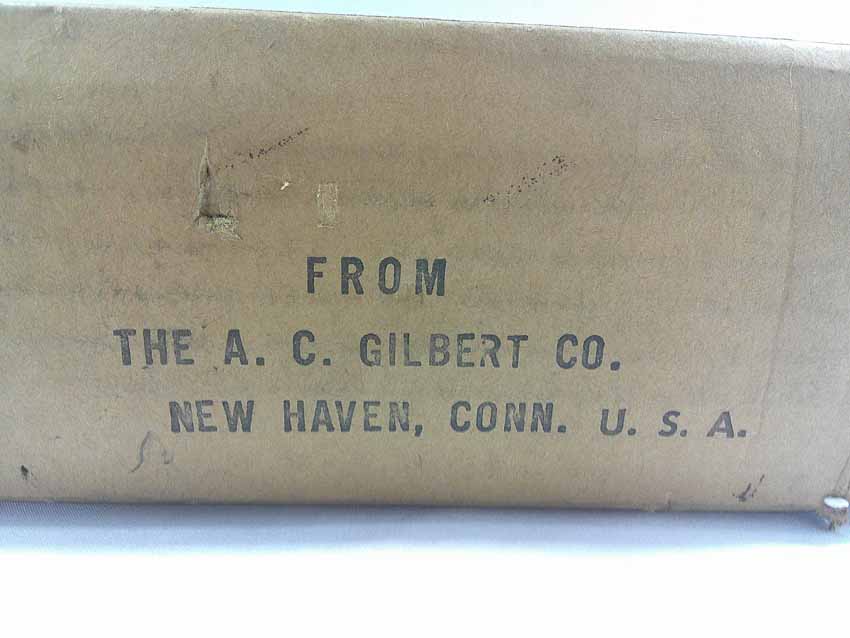 FROM
THE A. C. GILBERT CO.
NEW HAVEN, CONN. U. S. A.